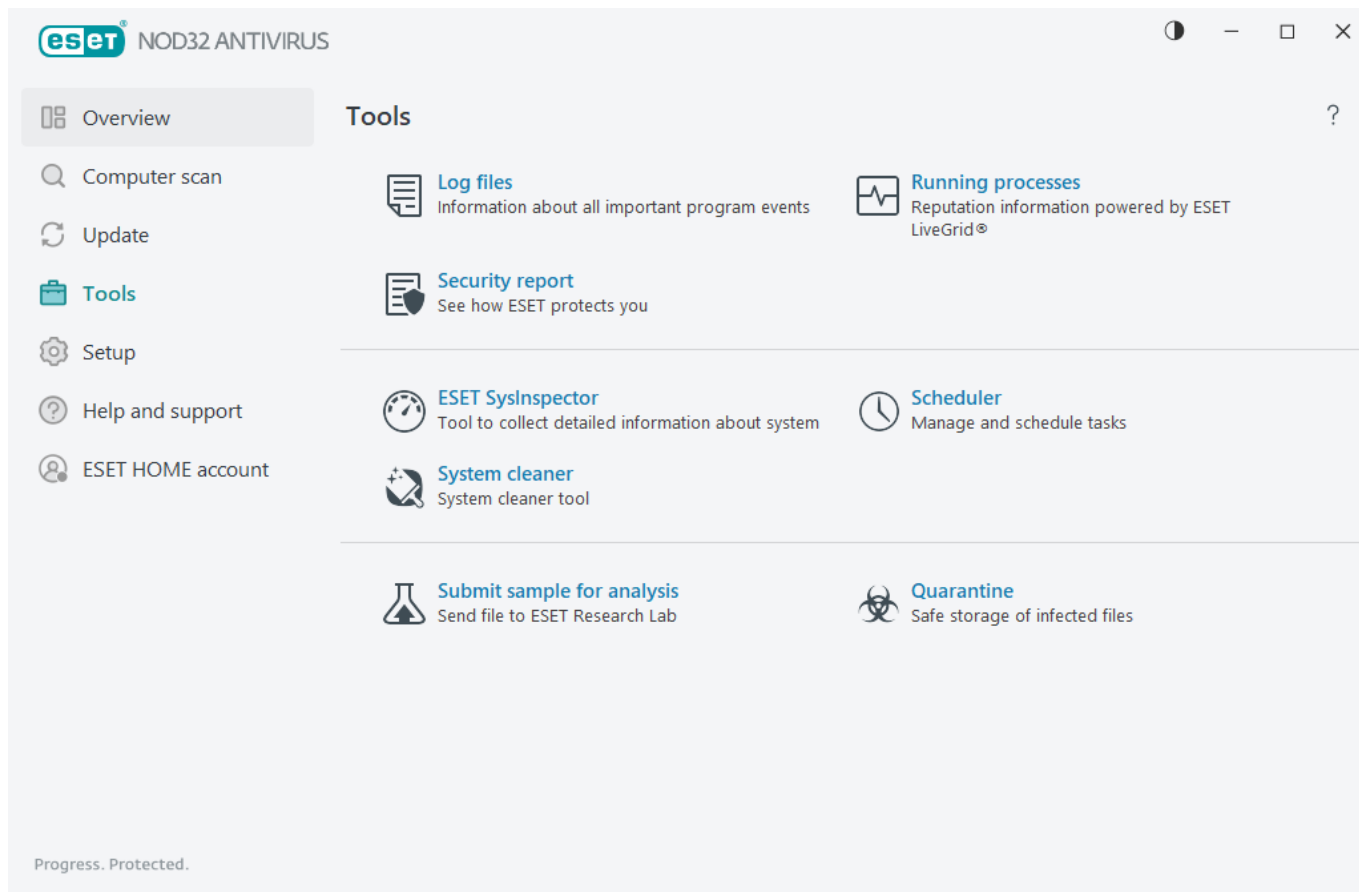 eset® NOD32 ANTIVIRUS
Overview
Computer scan
Update
Tools
Setup
Help and support
ESET HOME account
Tools
?
Log files
Information about all important program events
Running processes
Reputation information powered by ESET
LiveGrid®
Security report
See how ESET protects you
ESET SysInspector
Tool to collect detailed information about system
Scheduler
Manage and schedule tasks
System cleaner
System cleaner tool
Submit sample for analysis
Send file to ESET Research Lab
Quarantine
Safe storage of infected files
Progress. Protected.